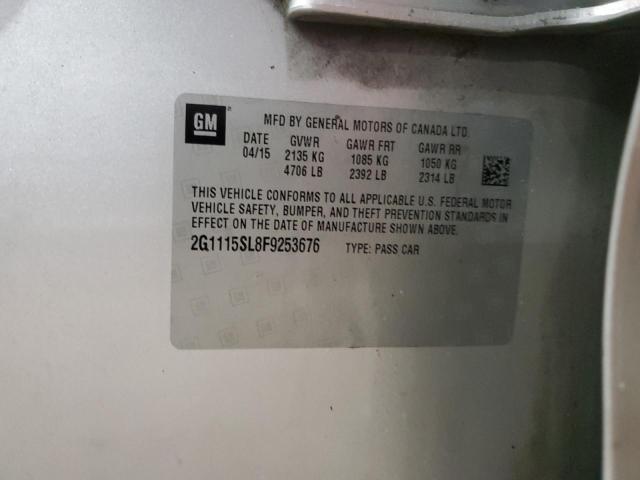 GM
MFD BY GENERAL MOTORS OF CANADA LTD.
DATE GVWR GAWR FRT GAWR RR
04/15 2135 KG 1085 KG 1050 KG
4706 LB 2392 LB 2314 LB
THIS VEHICLE CONFORMS TO ALL APPLICABLE U.S. FEDERAL MOTOR
VEHICLE SAFETY, BUMPER, AND THEFT PREVENTION STANDARDS IN
EFFECT ON THE DATE OF MANUFACTURE SHOWN ABOVE.
2G1115SL8F9253676 TYPE: PASS CAR